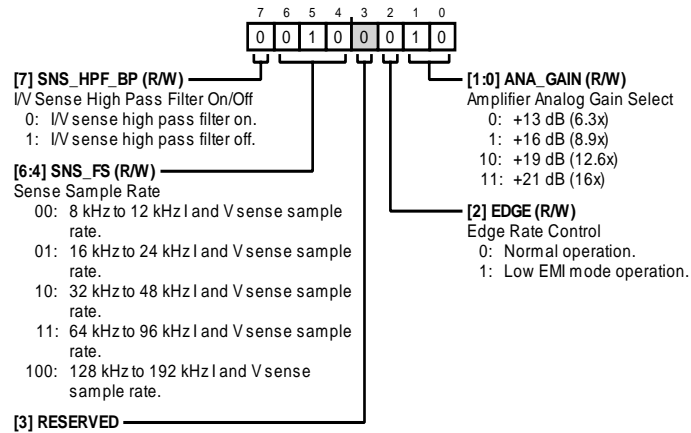 7 6 5 4 3 2 1 0
0 0 1 0 0 0 1 0
[7] SNS_HPF_BP (R/W)
I/V Sense High Pass Filter On/Off
0: I/V sense high pass filter on.
1: I/V sense high pass filter off.
[6:4] SNS_FS (R/W)
Sense Sample Rate
00: 8 kHz to 12 kHz I and V sense sample
rate.
01: 16 kHz to 24 kHz I and V sense sample
rate.
10: 32 kHz to 48 kHz I and V sense sample
rate.
11: 64 kHz to 96 kHz I and V sense sample
rate.
100: 128 kHz to 192 kHz I and V sense
sample rate.
[3] RESERVED
[1:0] ANA_GAIN (R/W)
Amplifier Analog Gain Select
0: +13 dB (6.3x)
1: +16 dB (8.9x)
10: +19 dB (12.6x)
11: +21 dB (16x)
[2] EDGE (R/W)
Edge Rate Control
0: Normal operation.
1: Low EMI mode operation.